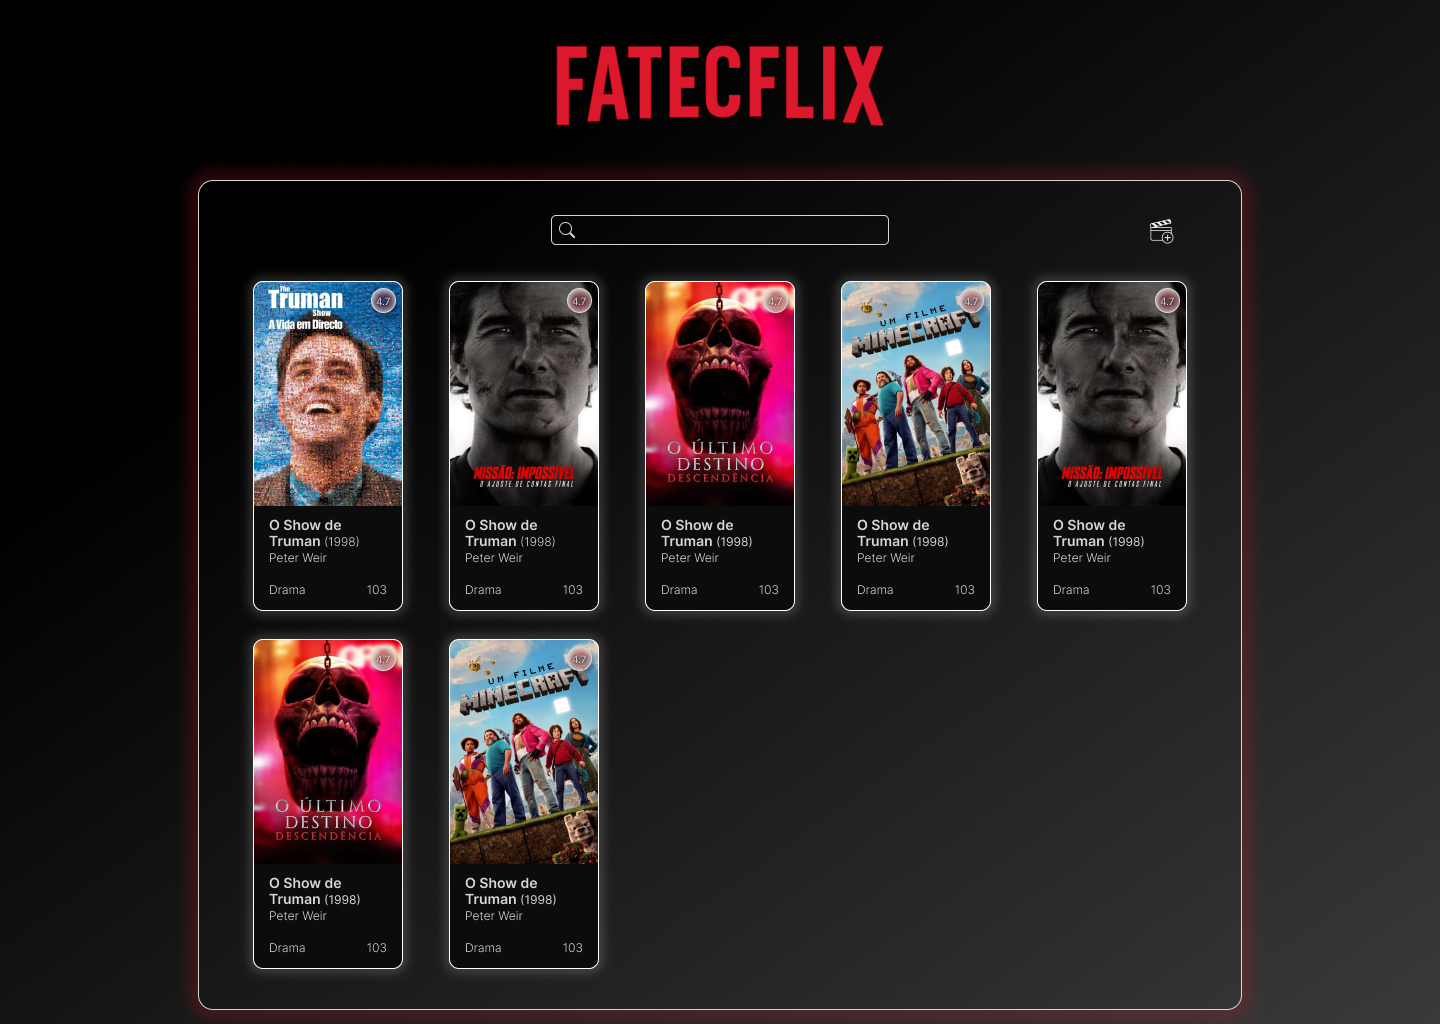 FATECFLIX
The
Truman
Show
A Vida em Directo
4.7
O Show de
Truman (1998)
Peter Weir
Drama 103
4.7
MISSÃO: IMPOSSÍVEL
O AJUSTE DE CONTAS FINAL
O Show de
Truman (1998)
Peter Weir
Drama 103
4.7
O ÚLTIMO
DESTINO
DESCENDÊNCIA
O Show de
Truman (1998)
Peter Weir
Drama 103
4.7
UM FILME
MINECRAFT
O Show de
Truman (1998)
Peter Weir
Drama 103
4.7
MISSÃO: IMPOSSÍVEL
O AJUSTE DE CONTAS FINAL
O Show de
Truman (1998)
Peter Weir
Drama 103
4.7
O ÚLTIMO
DESTINO
DESCENDÊNCIA
O Show de
Truman (1998)
Peter Weir
Drama 103
4.7
UM FILME
MINECRAFT
O Show de
Truman (1998)
Peter Weir
Drama 103